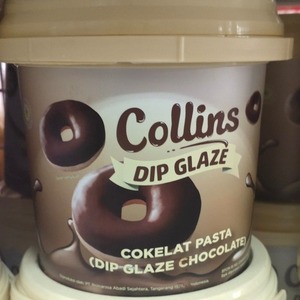 Collins
DIP GLAZE
COKELAT PASTA
(DIP GLAZE CHOCOLATE)